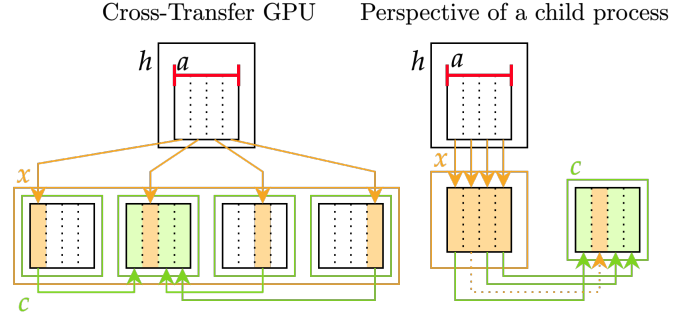 Cross-Transfer GPU
Perspective of a child process
h a
h a
x
x
c
c